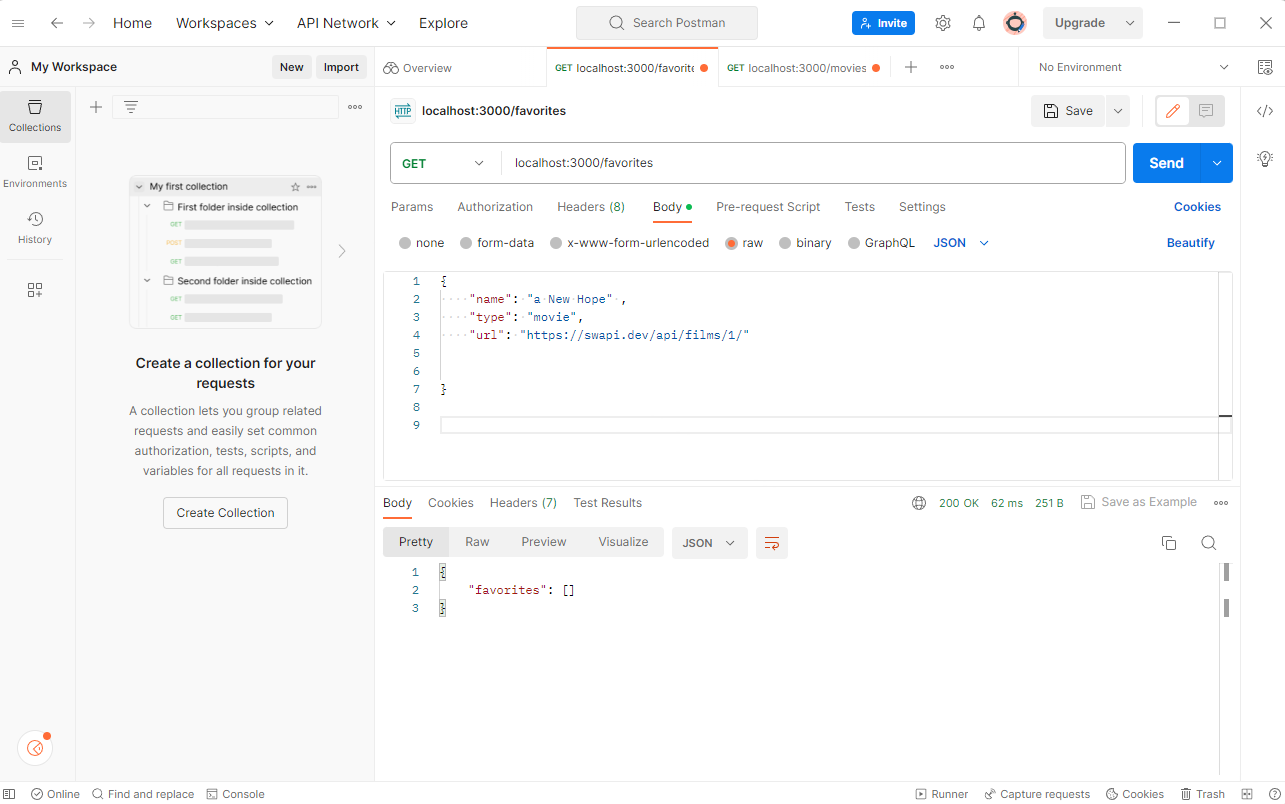 Home Workspaces API Network Explore Search Postman Invite Upgrade
My Workspace New Import Overview GET localhost:3000/favorite GET localhost:3000/movies No Environment
Collections
Environments
History
My first collection
First folder inside collection
GET
POST
GET
Second folder inside collection
GET
GET
Create a collection for your
requests
A collection lets you group related
requests and easily set common
authorization, tests, scripts, and
variables for all requests in it.
Create Collection
HTTP localhost:3000/favorites Save
GET localhost:3000/favorites Send
Params Authorization Headers (8) Body Pre-request Script Tests Settings Cookies
none form-data x-www-form-urlencoded raw binary GraphQL JSON Beautify
1 {
2 "name": "a New Hope" ,
3 "type": "movie",
4 "url": "https://swapi.dev/api/films/1/"
5
6
7 }
8
9
Body Cookies Headers (7) Test Results 200 OK 62 ms 251 B Save as Example
Pretty Raw Preview Visualize JSON
1 {
2 "favorites": []
3 }
Online Find and replace Console Runner Capture requests Cookies Trash